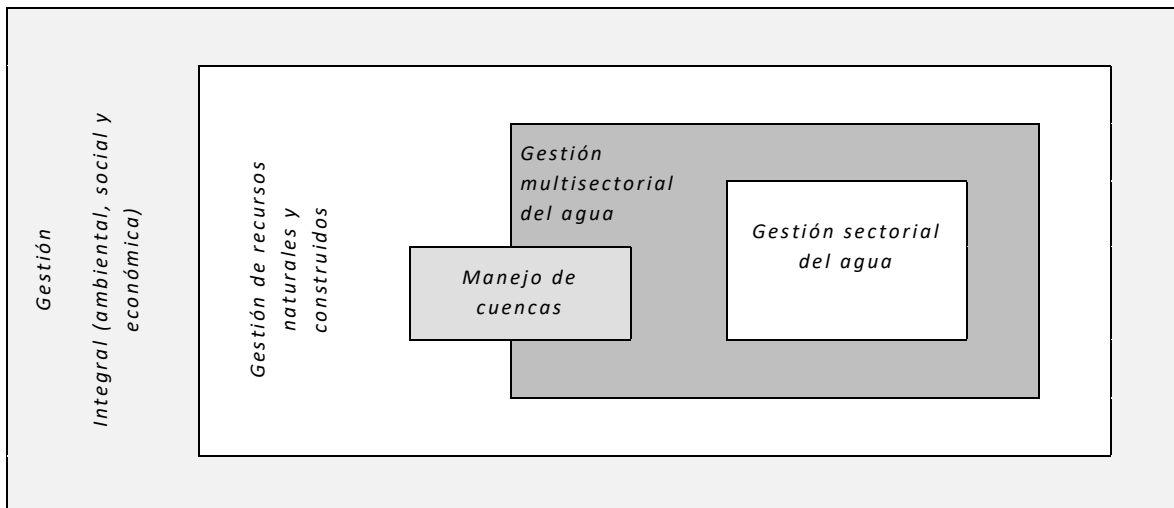 Gestión
Integral (ambiental, social y
económica)
Gestión de recursos
naturales y
construidos
Gestión
multisectorial
del agua
Gestión sectorial
del agua
Manejo de
cuencas